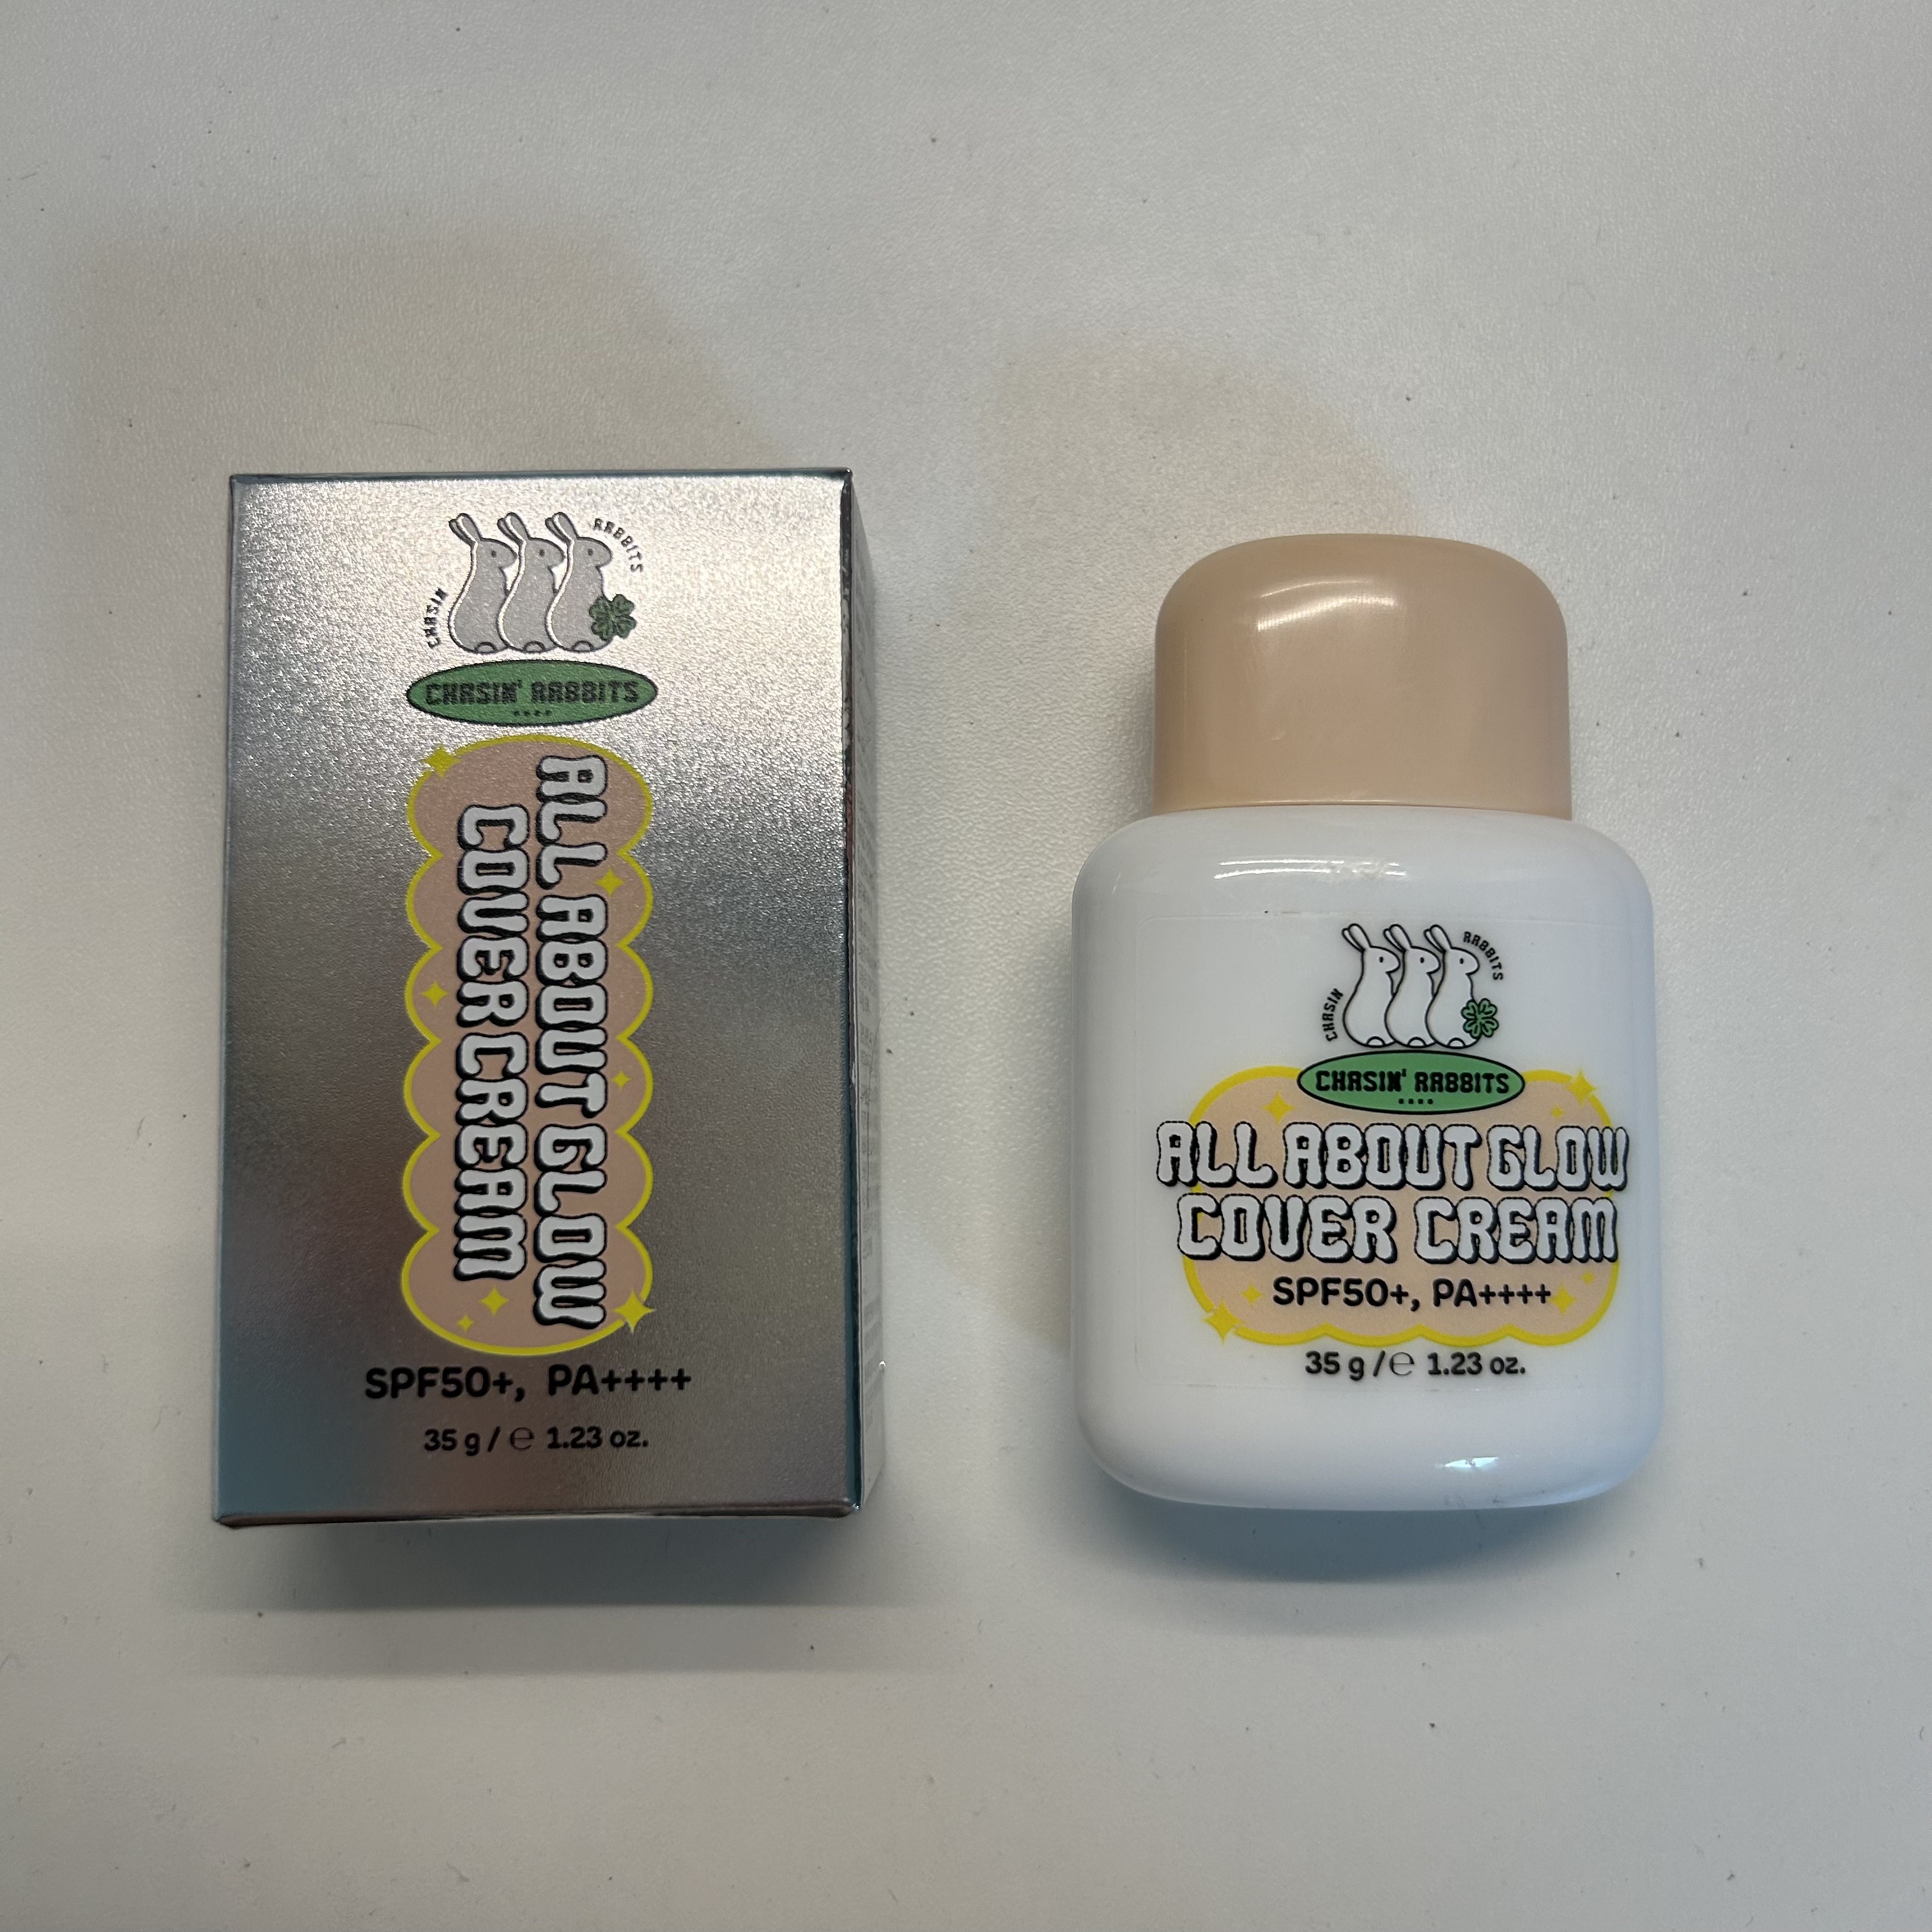 CHASIN
RABBITS
CHASIN' RABBITS
ALL ABOUT GLOW
COVER CREAM
SPF50+, PA++++
35 g / ℮ 1.23 oz.
CHASIN
RABBITS
CHASIN' RABBITS
ALL ABOUT GLOW
COVER CREAM
SPF50+, PA++++
35 g /℮ 1.23 oz.